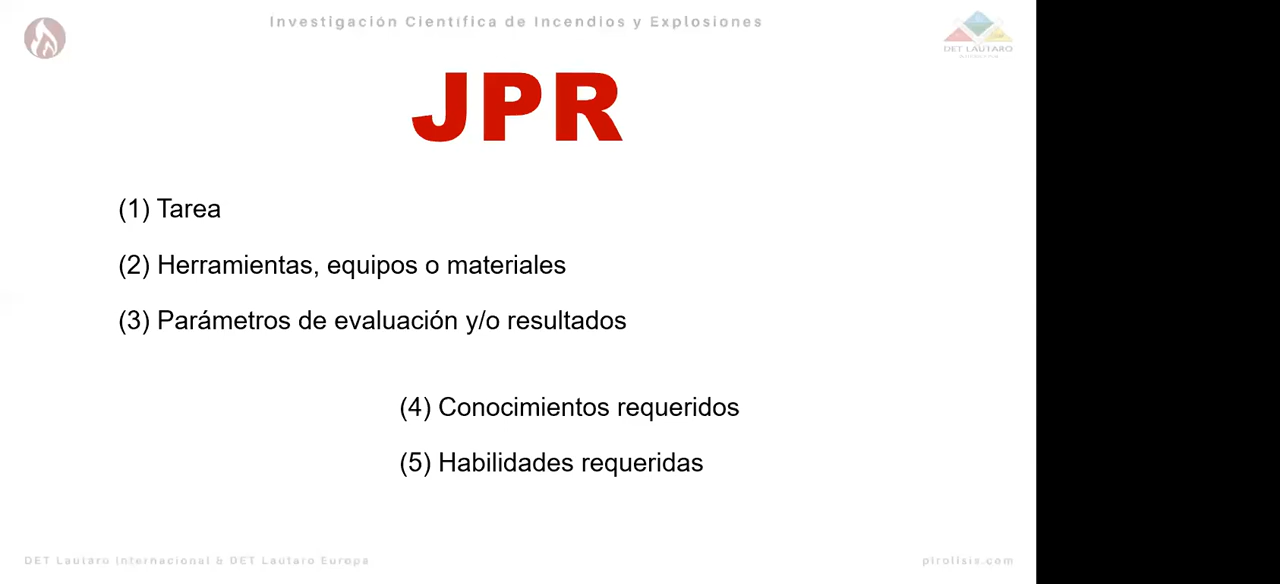 Investigación Científica de Incendios y Explosiones
DET LAUTARO
JPR
(1) Tarea
(2) Herramientas, equipos o materiales
(3) Parámetros de evaluación y/o resultados
(4) Conocimientos requeridos
(5) Habilidades requeridas
DET Lautaro Internacional & DET Lautaro Europa
pirolisis.com